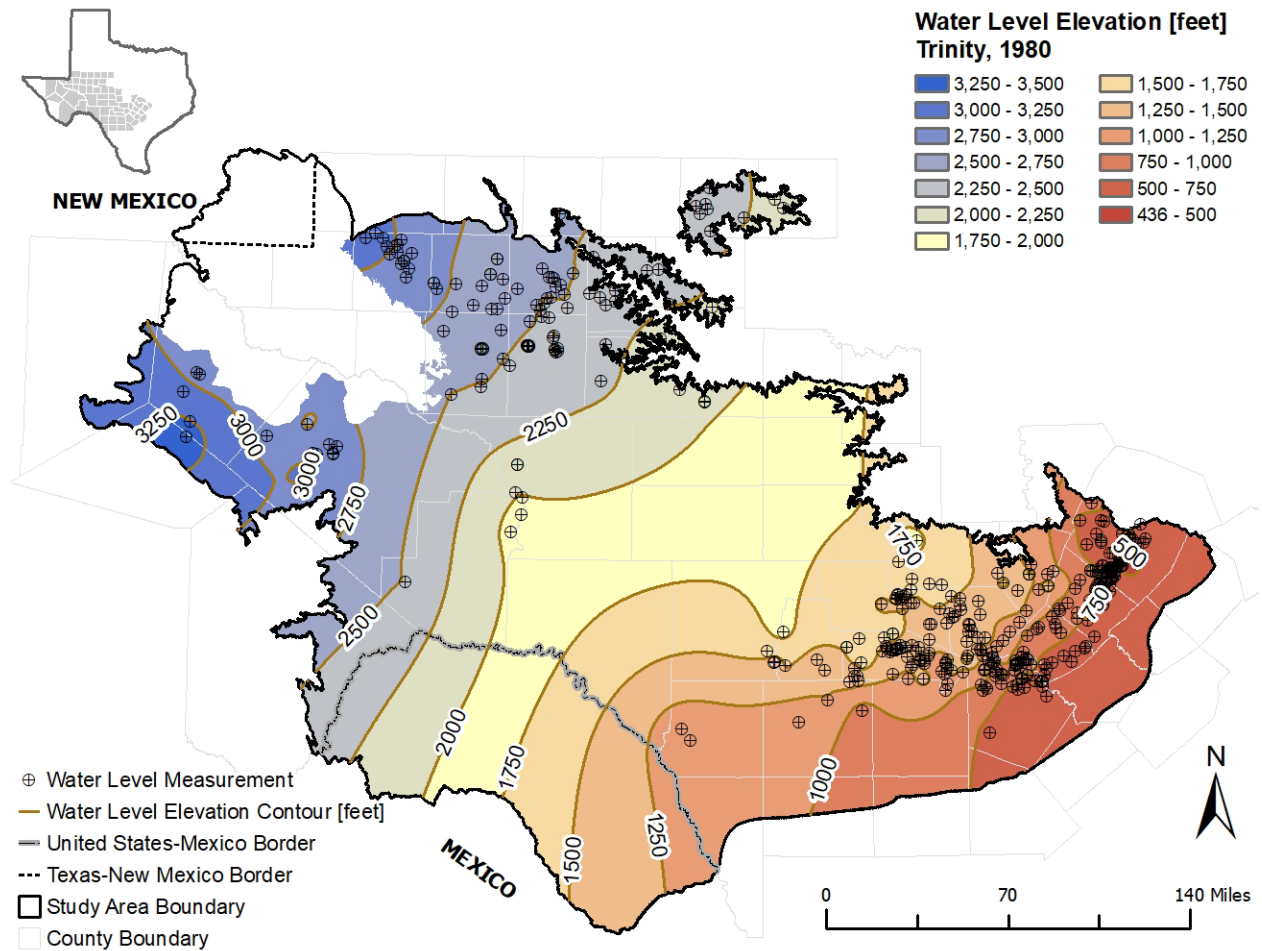 Water Level Elevation [feet]
Trinity, 1980
3,250 - 3,500
3,000 - 3,250
2,750 - 3,000
2,500 - 2,750
2,250 - 2,500
2,000 - 2,250
1,750 - 2,000
1,500 - 1,750
1,250 - 1,500
1,000 - 1,250
750 - 1,000
500 - 750
436 - 500
NEW MEXICO
3250
3000
3000
2750
2250
2500
2000
1750
1500
1250
1000
1750
500
750
MEXICO
Water Level Measurement
Water Level Elevation Contour [feet]
United States-Mexico Border
Texas-New Mexico Border
Study Area Boundary
County Boundary
N
0 70 140 Miles